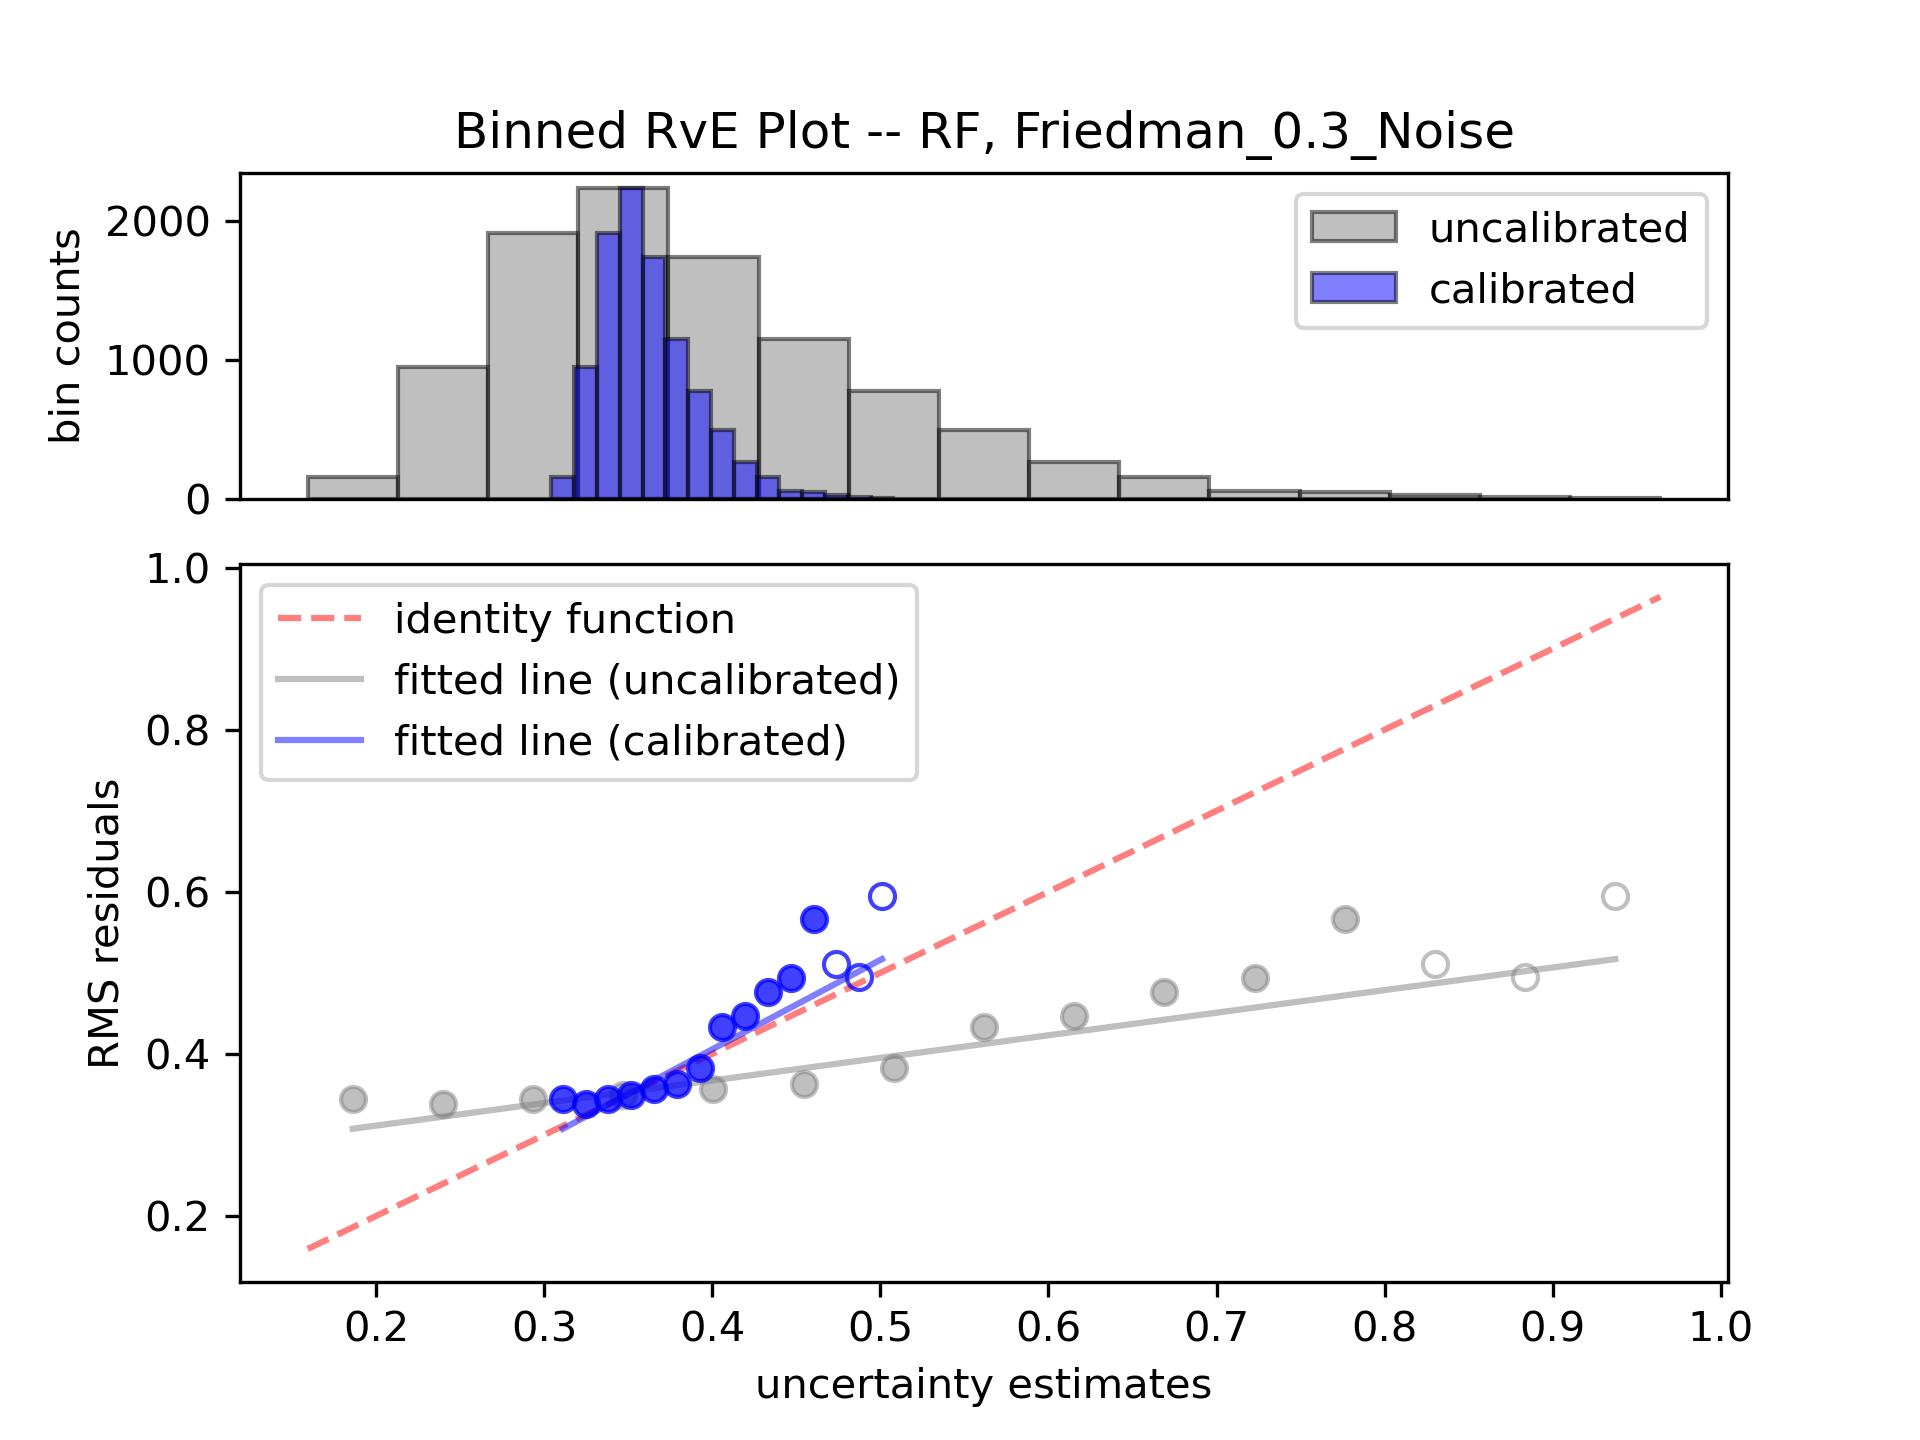 Binned RvE Plot -- RF, Friedman_0.3_Noise
bin counts
2000
1000
0
uncalibrated
calibrated
RMS residuals
1.0
0.8
0.6
0.4
0.2
identity function
fitted line (uncalibrated)
fitted line (calibrated)
0.2 0.3 0.4 0.5 0.6 0.7 0.8 0.9 1.0
uncertainty estimates